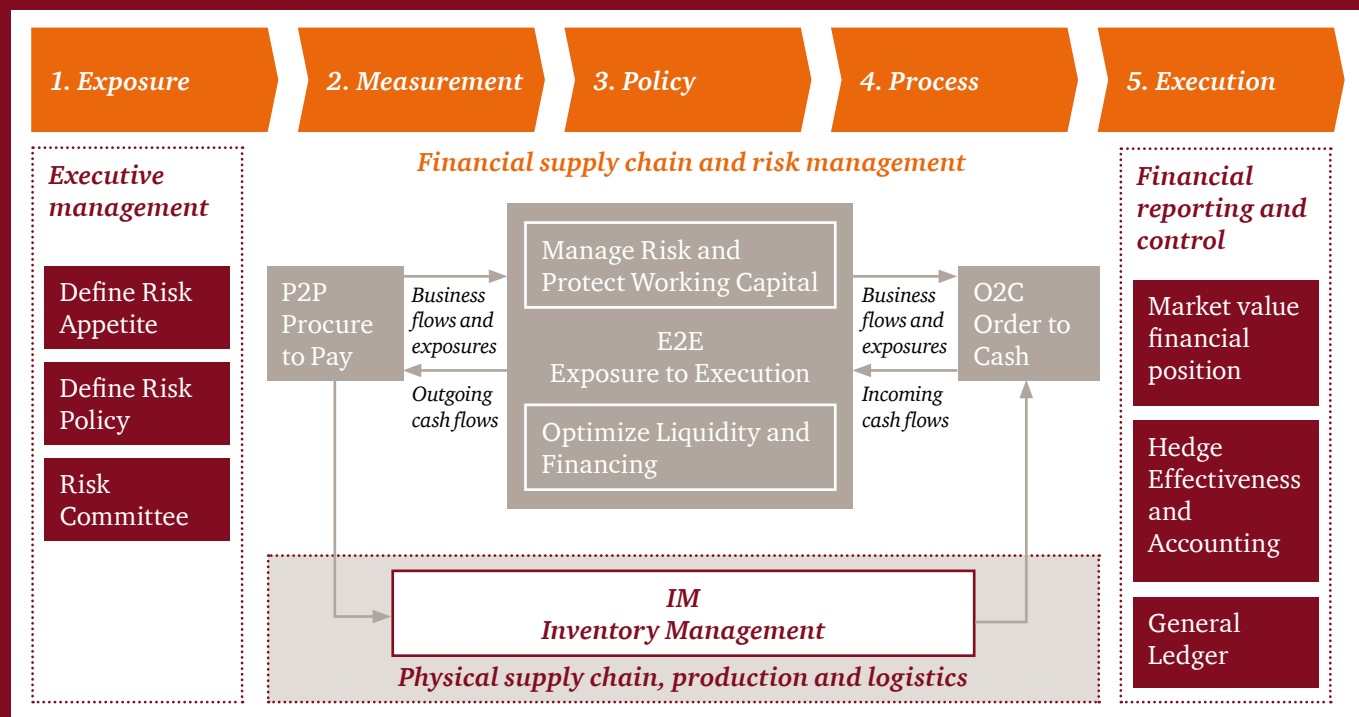 1. Exposure
2. Measurement
3. Policy
4. Process
5. Execution
Executive
management
Define Risk
Appetite
Define Risk
Policy
Risk
Committee
Financial supply chain and risk management
P2P
Procure
to Pay
Business
flows and
exposures
Outgoing
cash flows
Manage Risk and
Protect Working Capital
E2E
Exposure to Execution
Optimize Liquidity and
Financing
Business
flows and
exposures
Incoming
cash flows
O2C
Order to
Cash
IM
Inventory Management
Physical supply chain, production and logistics
Financial
reporting and
control
Market value
financial
position
Hedge
Effectiveness
and
Accounting
General
Ledger